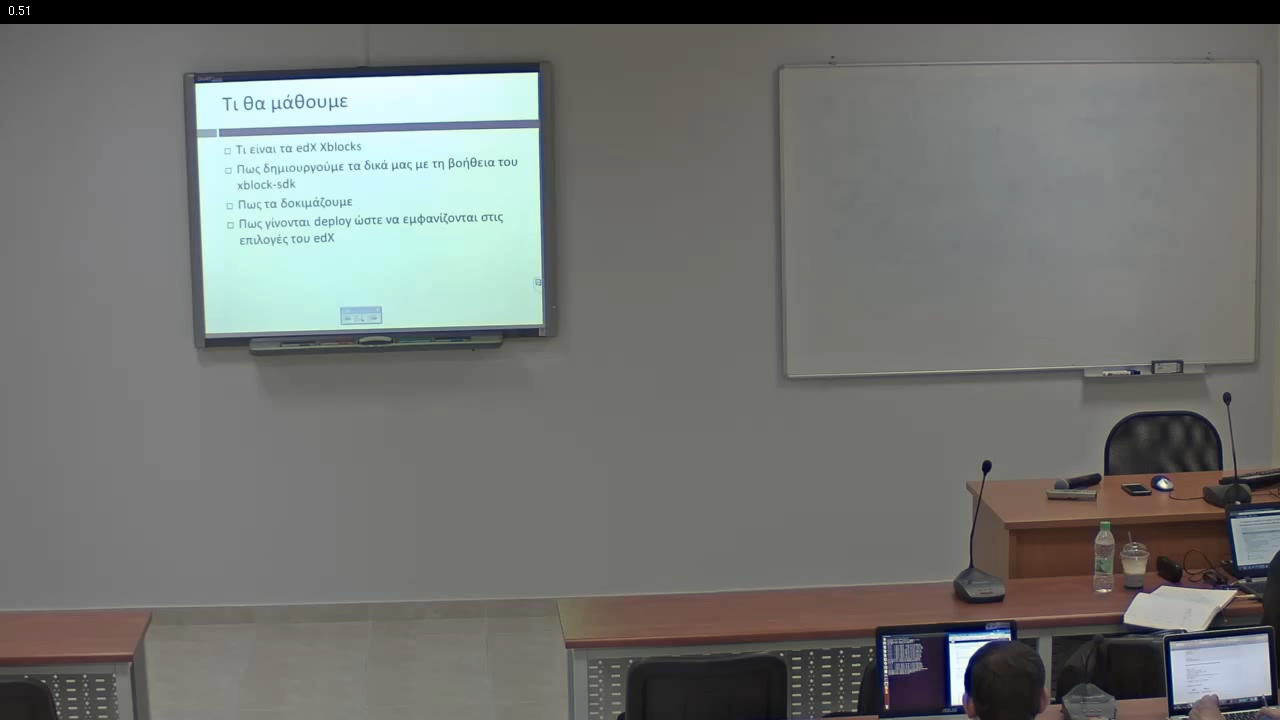 0.51
Τι θα μάθουμε
Τι είναι τα edX Xblocks
Πως δημιουργούμε τα δικά μας με τη βοήθεια του
xblock-sdk
Πως τα δοκιμάζουμε
Πως γίνονται deploy ώστε να εμφανίζονται στις
επιλογές του edX